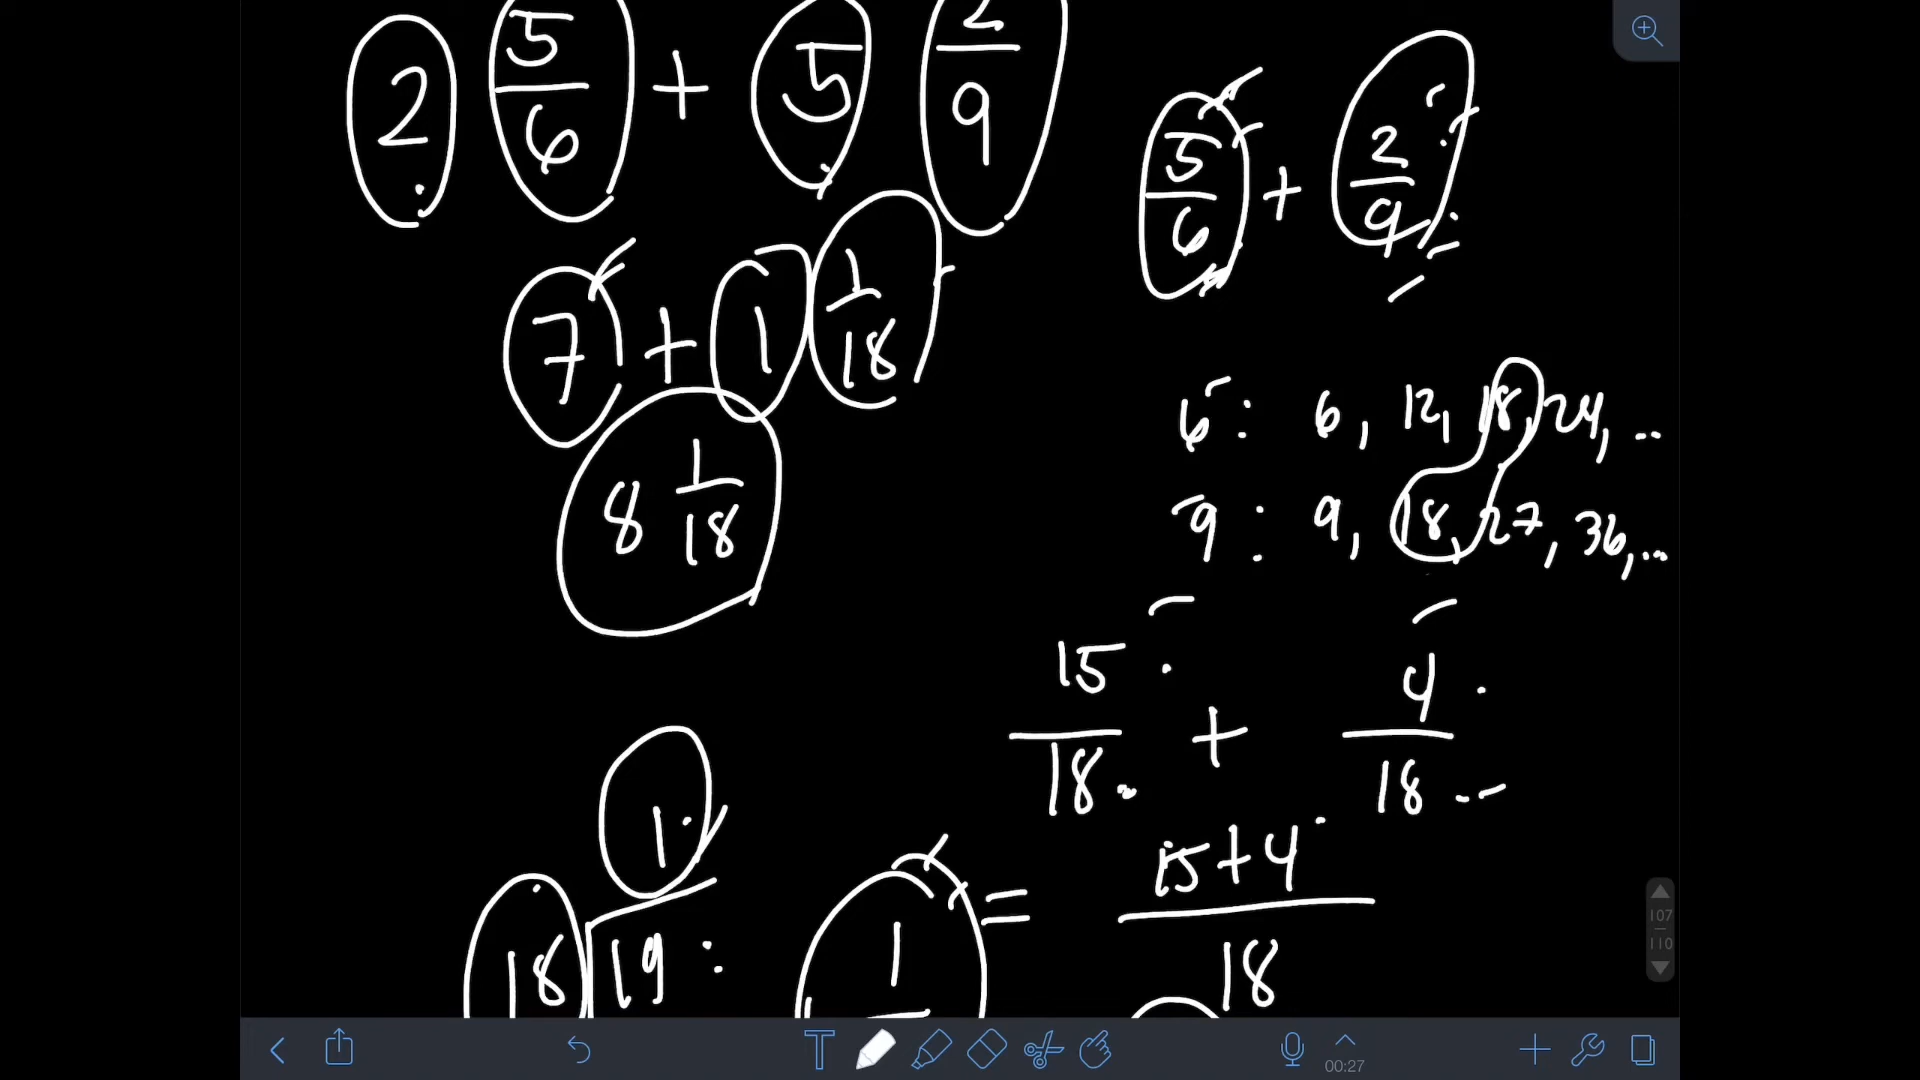 2 5/6 + 5 2/9
7 + 1 1/18
8 1/18
5/6 + 2/9
6: 6, 12, 18, 24, ...
9: 9, 18, 27, 36, ...
15/18 + 4/18
= 15+4/18
1
18 19
1
T
00:27
107
110